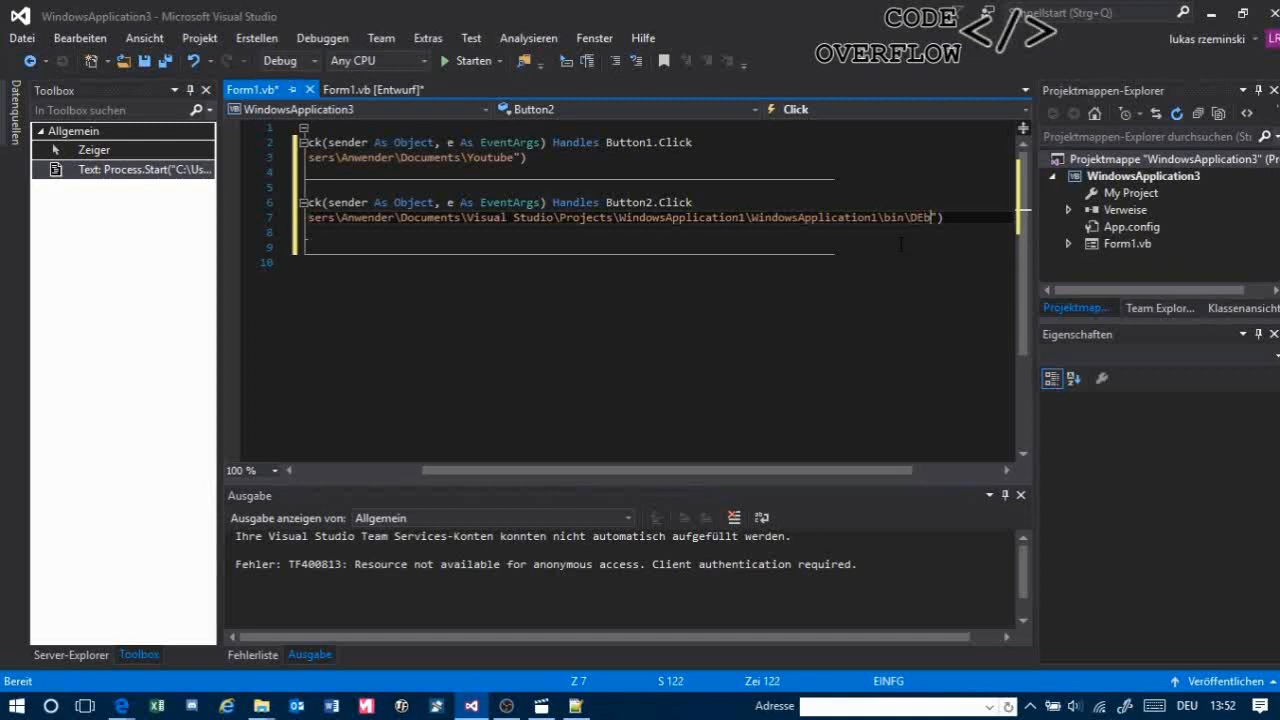 WindowsApplication3 - Microsoft Visual Studio
CODE
OVERFLOW
</>
nellstart (Strg+Q)
Datei Bearbeiten Ansicht Projekt Erstellen Debuggen Team Extras Test Analysieren Fenster Hilfe
lukas rzeminski
LR
Debug
Any CPU
Starten
Datenquellen
Toolbox
Toolbox suchen
Allgemein
Zeiger
Text: Process.Start("C:\Us...
Form1.vb*
Form1.vb [Entwurf]*
WindowsApplication3
Button2
Click
1
2 ck(sender As Object, e As EventArgs) Handles Button1.Click
3 sers\Anwender\Documents\Youtube")
4
5
6 ck(sender As Object, e As EventArgs) Handles Button2.Click
7 sers\Anwender\Documents\Visual Studio\Projects\WindowsApplication1\WindowsApplication1\bin\DEb")
8
9
10
100 %
Projektmappen-Explorer
Projektmappen-Explorer durchsuchen (Strg
Projektmappe "WindowsApplication3" (Pr
WindowsApplication3
My Project
Verweise
App.config
Form1.vb
Projektmap...
Team Explor...
Klassenansicht
Eigenschaften
Ausgabe
Ausgabe anzeigen von: Allgemein
Ihre Visual Studio Team Services-Konten konnten nicht automatisch aufgefüllt werden.
Fehler: TF400813: Resource not available for anonymous access. Client authentication required.
Server-Explorer
Toolbox
Fehlerliste
Ausgabe
Bereit
Z 7
S 122
Zei 122
EINFG
Veröffentlichen
Adresse
DEU
13:52